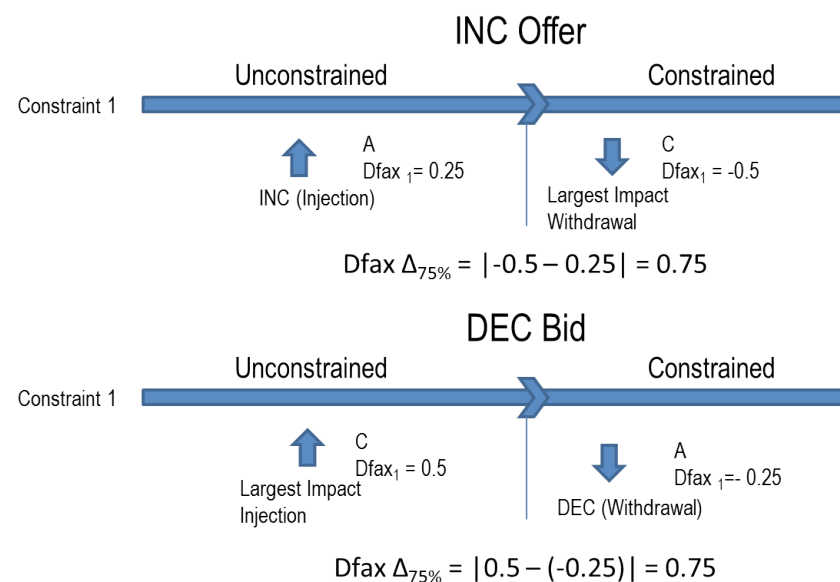 INC Offer
Unconstrained Constrained
Constraint 1
A
Dfax 1= 0.25
INC (Injection)
C
Dfax1 = -0.5
Largest Impact
Withdrawal
Dfax Δ75% = |-0.5 – 0.25| = 0.75
DEC Bid
Unconstrained Constrained
Constraint 1
C
Dfax1 = 0.5
Largest Impact
Injection
A
Dfax 1=- 0.25
DEC (Withdrawal)
Dfax Δ75% = |0.5 – (-0.25)| = 0.75